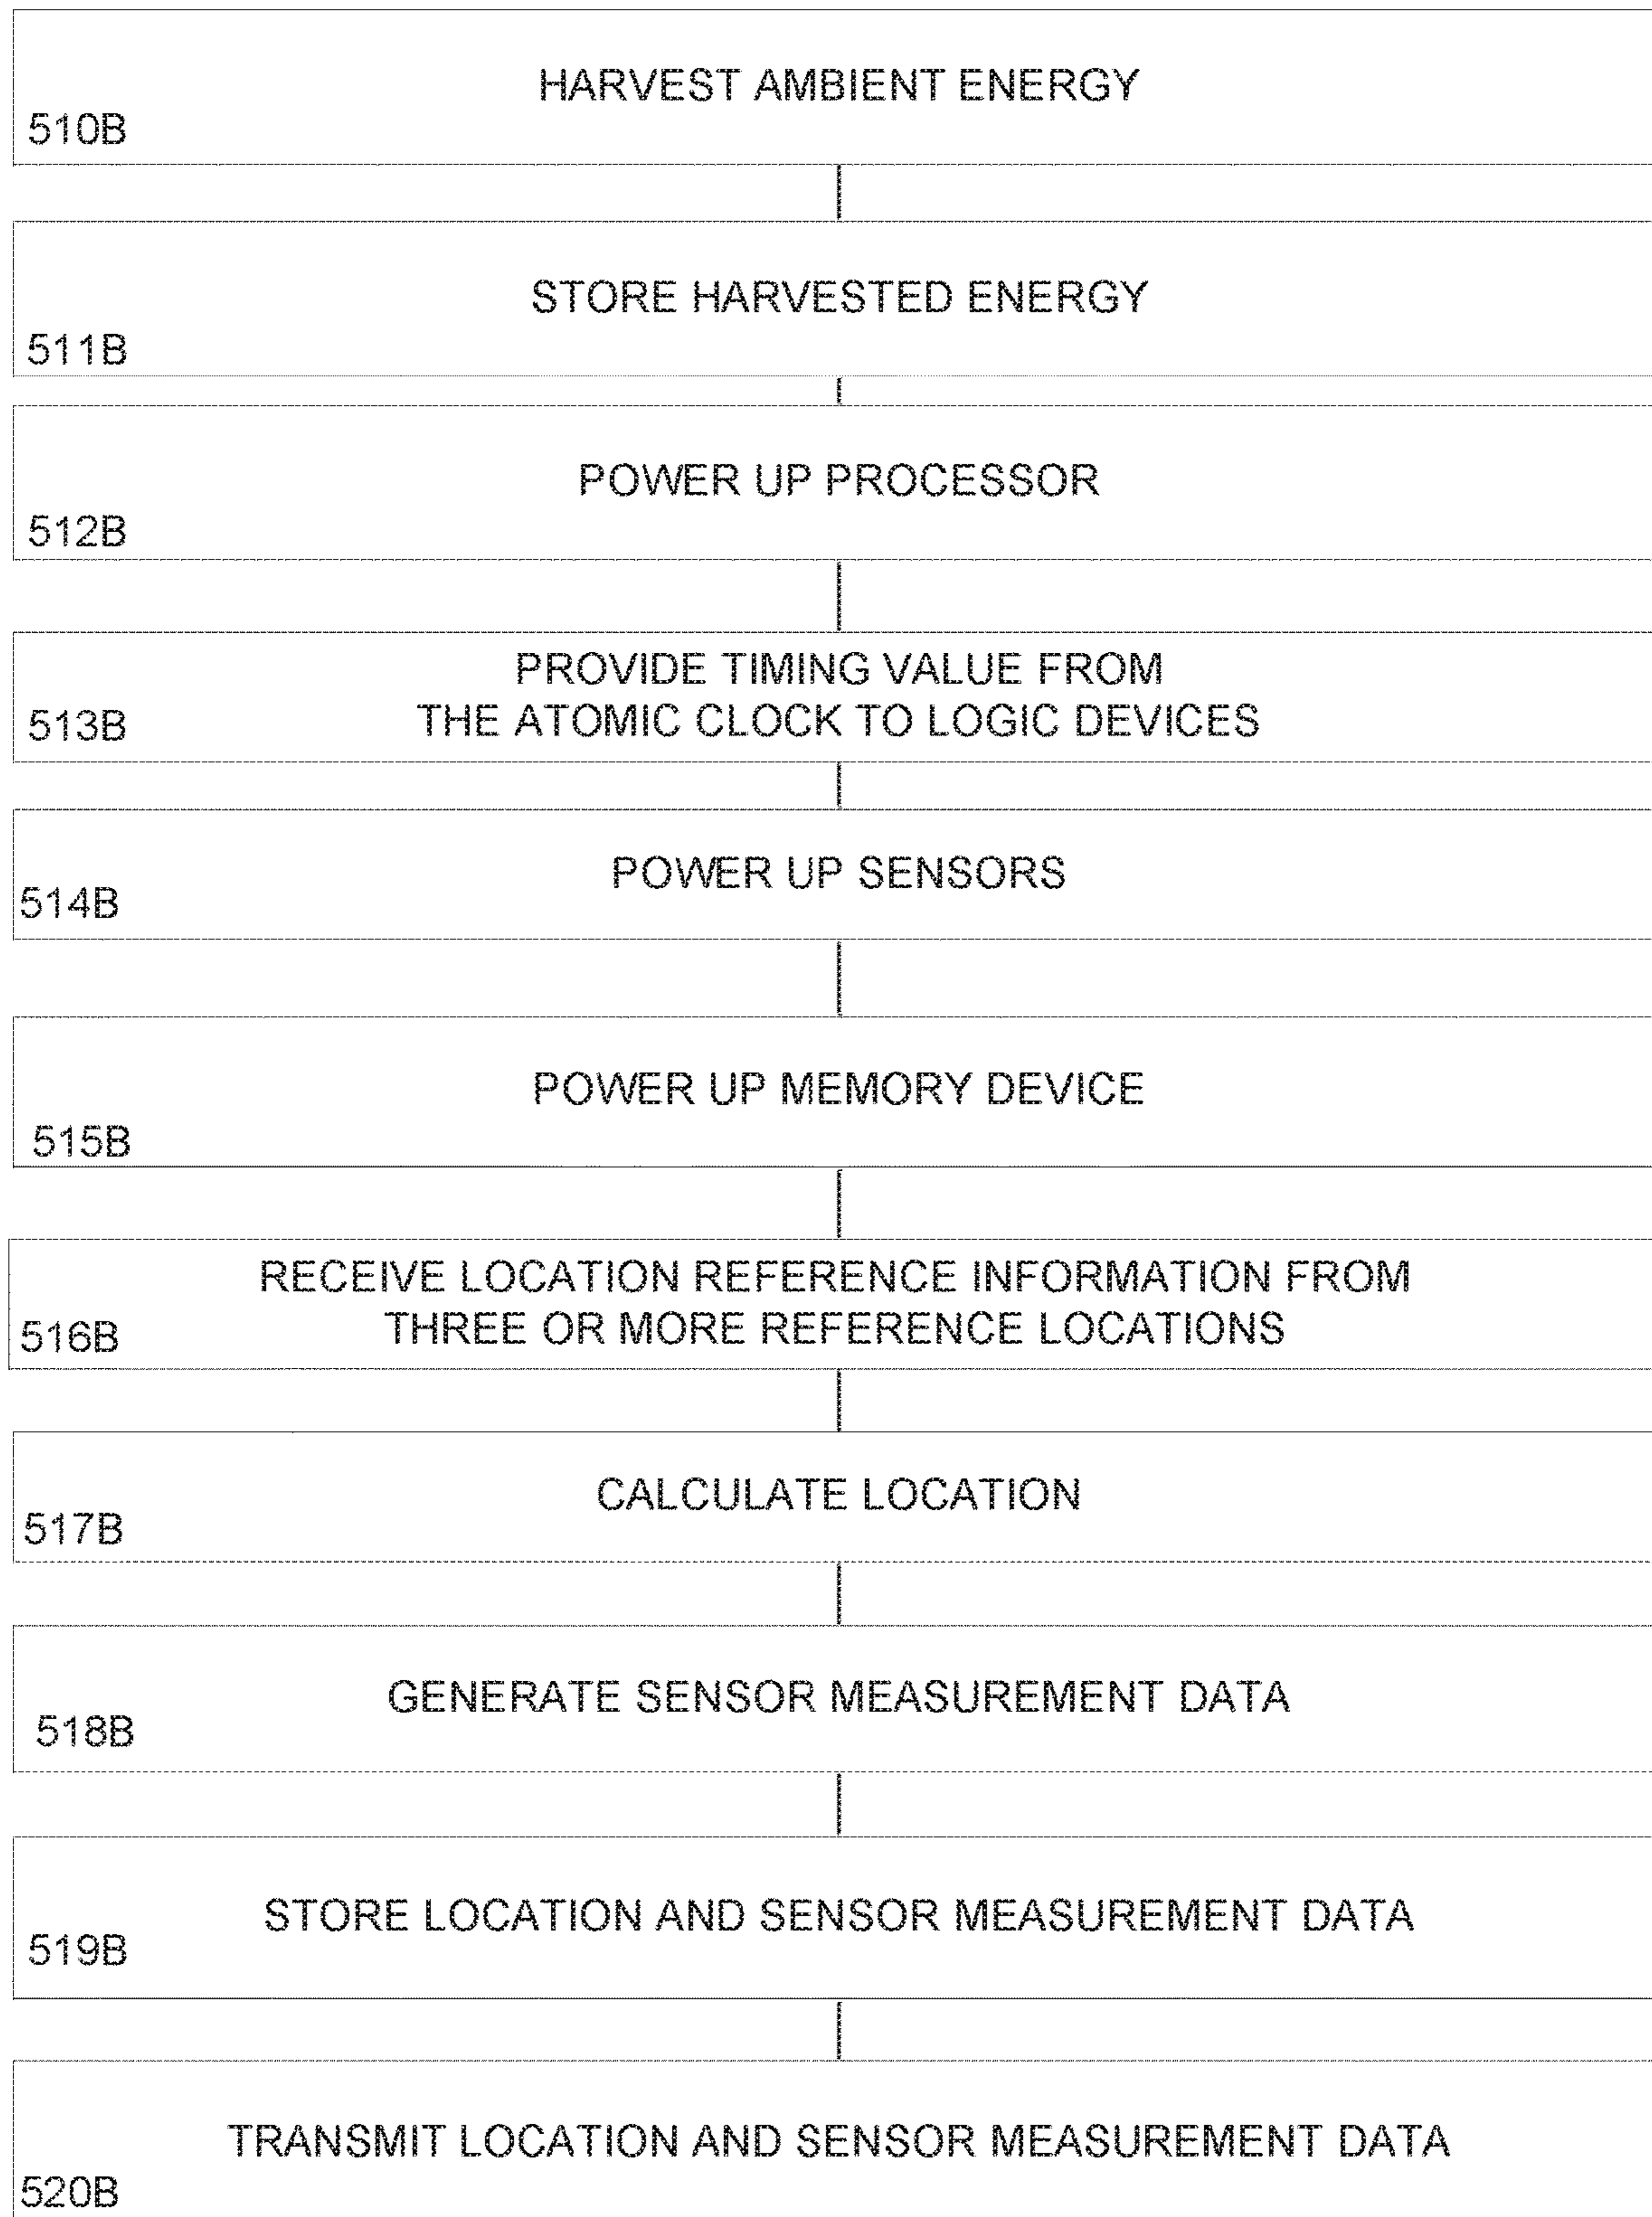 HARVEST AMBIENT ENERGY
510B
STORE HARVESTED ENERGY
511B
POWER UP PROCESSOR
512B
PROVIDE TIMING VALUE FROM
THE ATOMIC CLOCK TO LOGIC DEVICES
513B
POWER UP SENSORS
514B
POWER UP MEMORY DEVICE
515B
RECEIVE LOCATION REFERENCE INFORMATION FROM
THREE OR MORE REFERENCE LOCATIONS
516B
CALCULATE LOCATION
517B
GENERATE SENSOR MEASUREMENT DATA
518B
STORE LOCATION AND SENSOR MEASUREMENT DATA
519B
TRANSMIT LOCATION AND SENSOR MEASUREMENT DATA
520B